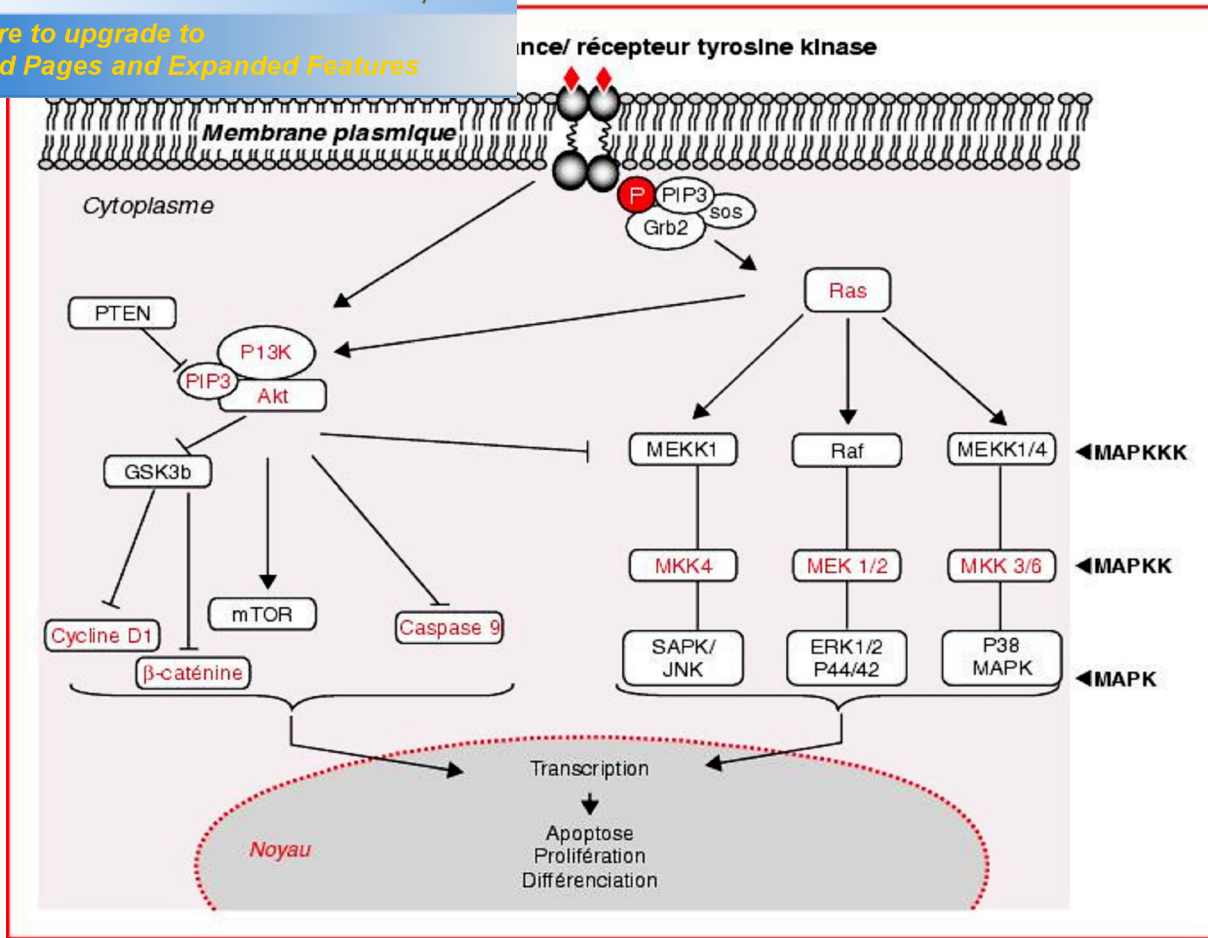 re to upgrade to
d Pages and Expanded Features
ance/ récepteur tyrosine kinase
Membrane plasmique
Cytoplasme
P
PIP3
sos
Grb2
Ras
PTEN
P13K
PIP3
Akt
GSK3b
MEKK1
Raf
MEKK1/4
◄MAPKKK
MKK4
MEK 1/2
MKK 3/6
◄MAPKK
Cycline D1
mTOR
Caspase 9
β-caténine
SAPK/
JNK
ERK1/2
P44/42
P38
MAPK
◄MAPK
Transcription
Apoptose
Prolifération
Différenciation
Noyau